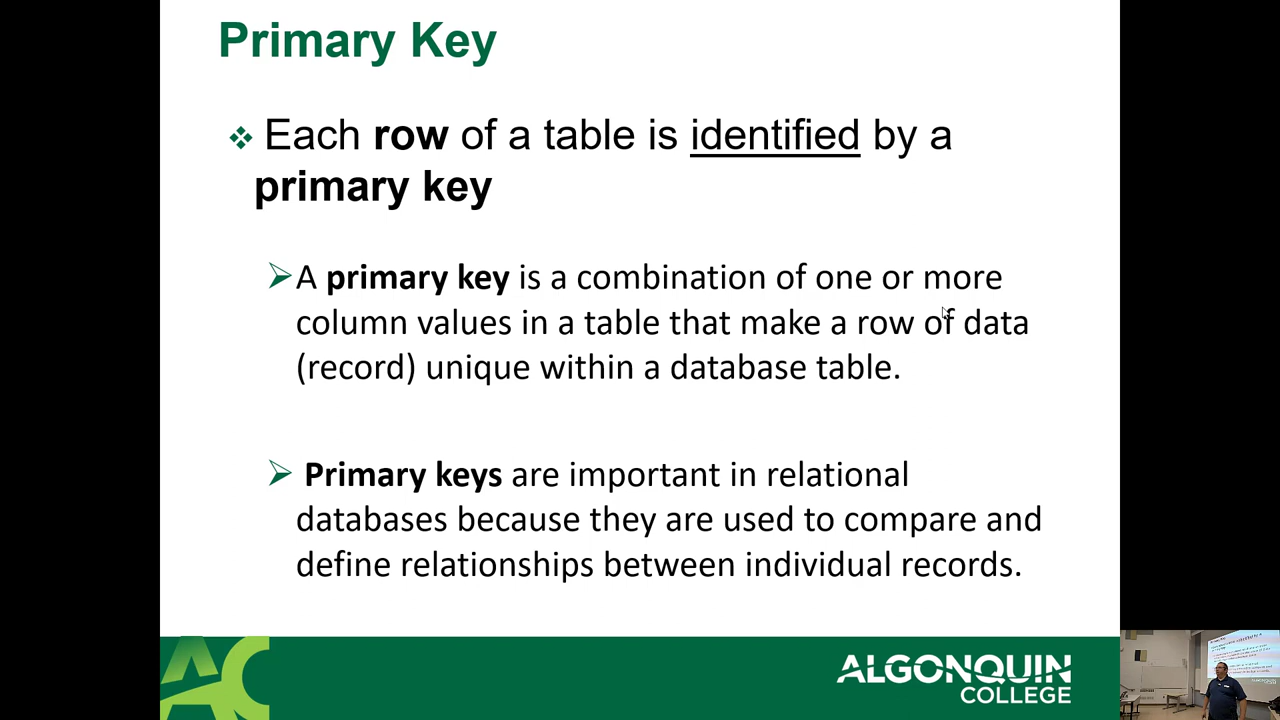 Primary Key
Each row of a table is identified by a
primary key
A primary key is a combination of one or more
column values in a table that make a row of data
(record) unique within a database table.
Primary keys are important in relational
databases because they are used to compare and
define relationships between individual records.
AC
ALGONQUIN
COLLEGE